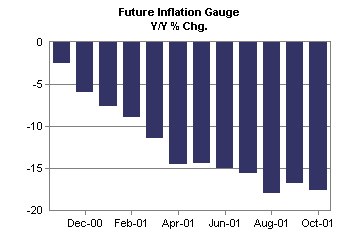 Future Inflation Gauge
Y/Y % Chg.
0
-5
-10
-15
-20
Dec-00 Feb-01 Apr-01 Jun-01 Aug-01 Oct-01